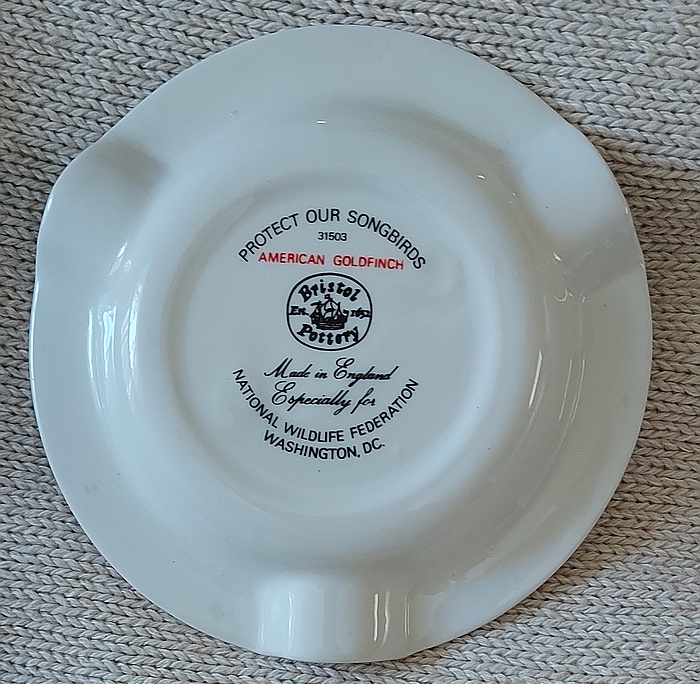 PROTECT OUR SONGBIRDS
31503
AMERICAN GOLDFINCH
Bristol
Est. 1652
Pottery
Made in England
Especially for
NATIONAL WILDLIFE FEDERATION
WASHINGTON, DC.